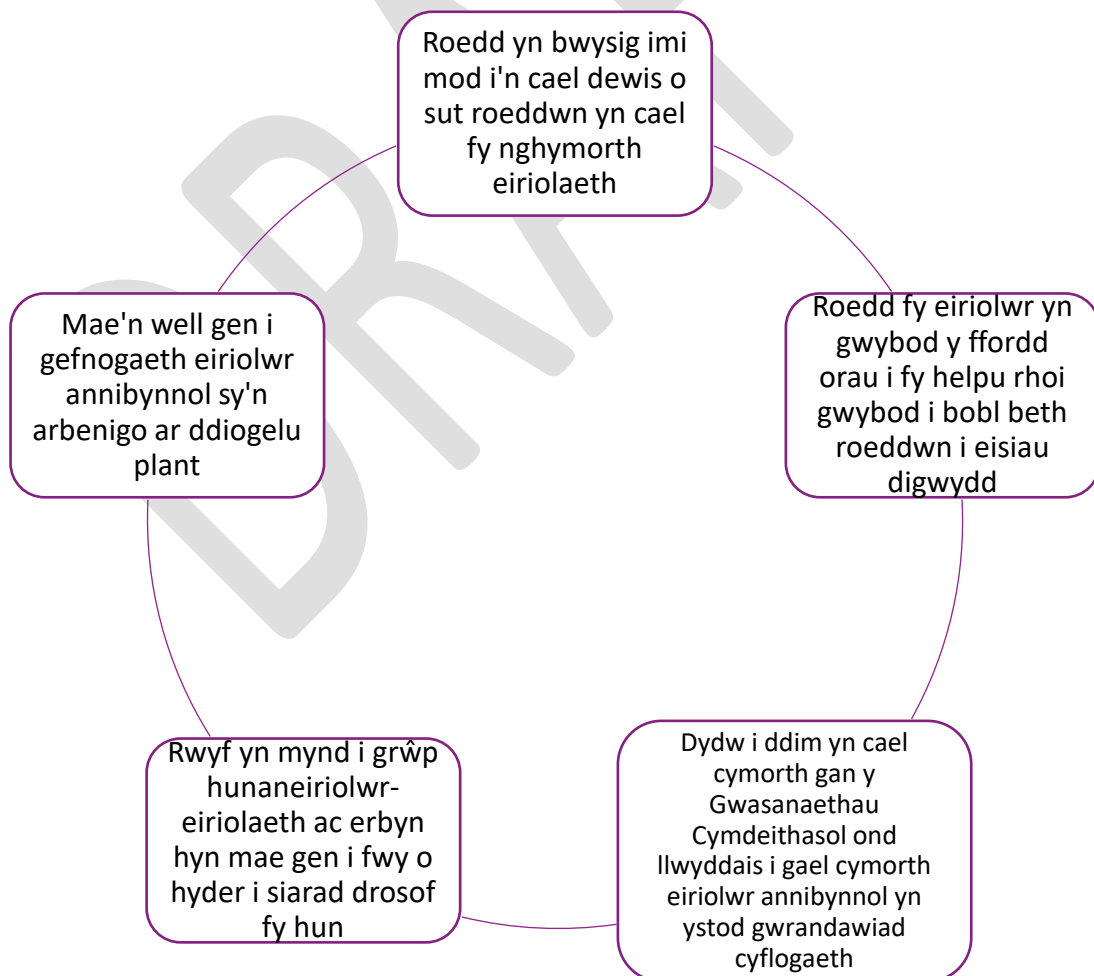 Roedd yn bwysig imi
mod i'n cael dewis o
sut roeddwn yn cael
fy nghymorth
eiriolaeth
Roedd fy eiriolwr yn
gwybod y ffordd
orau i fy helpu rhoi
gwybod i bobl beth
roeddwn i eisiau
digwydd
Dydw i ddim yn cael
cymorth gan y
Gwasanaethau
Cymdeithasol ond
llwyddais i gael cymorth
eiriolwr annibynnol yn
ystod gwrandawiad
cyflogaeth
Rwyf yn mynd i grŵp
hunaneiriolwr-
eiriolaeth ac erbyn
hyn mae gen i fwy o
hyder i siarad drosof
fy hun
Mae'n well gen i
gefnogaeth eiriolwr
annibynnol sy'n
arbenigo ar ddiogelu
plant